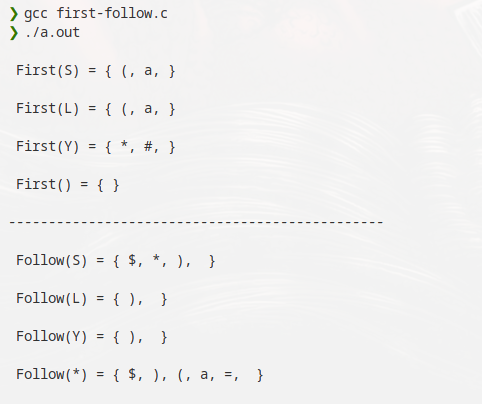 ❯ gcc first-follow.c
❯ ./a.out
First(S) = { (, a, }
First(L) = { (, a, }
First(Y) = { *, #, }
First() = { }
-----------------------------------------------
Follow(S) = { $, *, ),  }
Follow(L) = { ),  }
Follow(Y) = { ),  }
Follow(*) = { $, ), (, a, =,  }